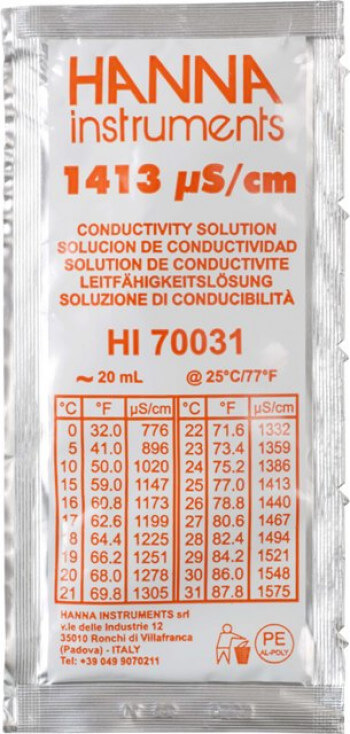 HANNA
instruments
1413 µS/cm
CONDUCTIVITY SOLUTION
SOLUCION DE CONDUCTIVIDAD
SOLUTION DE CONDUCTIVITE
LEITFÄHIGKEITSLÖSUNG
SOLUZIONE DI CONDUCIBILITÀ
HI 70031
~ 20 mL @ 25°C/77°F
°C °F µS/cm °C °F µS/cm
0 32.0 776 22 71.6 1332
5 41.0 896 23 73.4 1359
10 50.0 1020 24 75.2 1386
15 59.0 1147 25 77.0 1413
16 60.8 1173 26 78.8 1440
17 62.6 1199 27 80.6 1467
18 64.4 1225 28 82.4 1494
19 66.2 1251 29 84.2 1521
20 68.0 1278 30 86.0 1548
21 69.8 1305 31 87.8 1575
HANNA INSTRUMENTS srl
v.le delle Industrie 12
35010 Ronchi di Villafranca
(Padova) - ITALY
Tel: +39 049 9070211
PE
AL-POLY